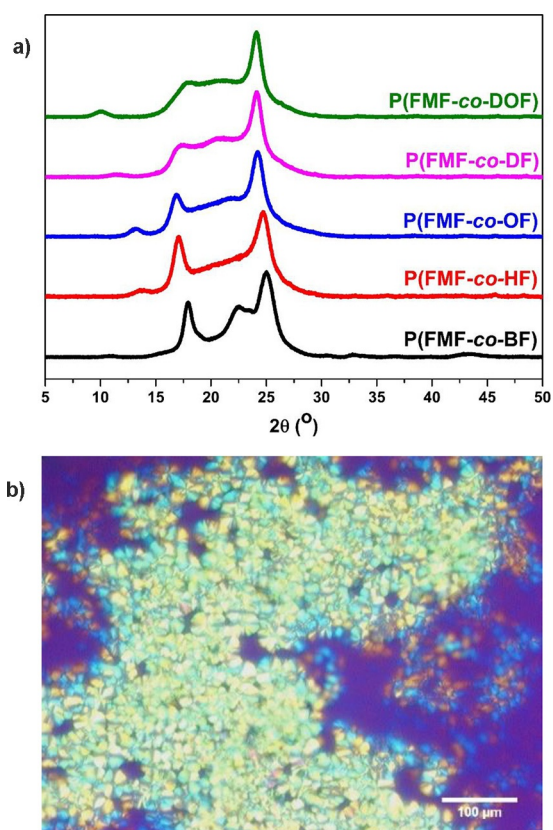 a)
P(FMF-co-DOF)
P(FMF-co-DF)
P(FMF-co-OF)
P(FMF-co-HF)
P(FMF-co-BF)
5 10 15 20 25 30 35 40 45 50
2θ (°)
b)
100 µm